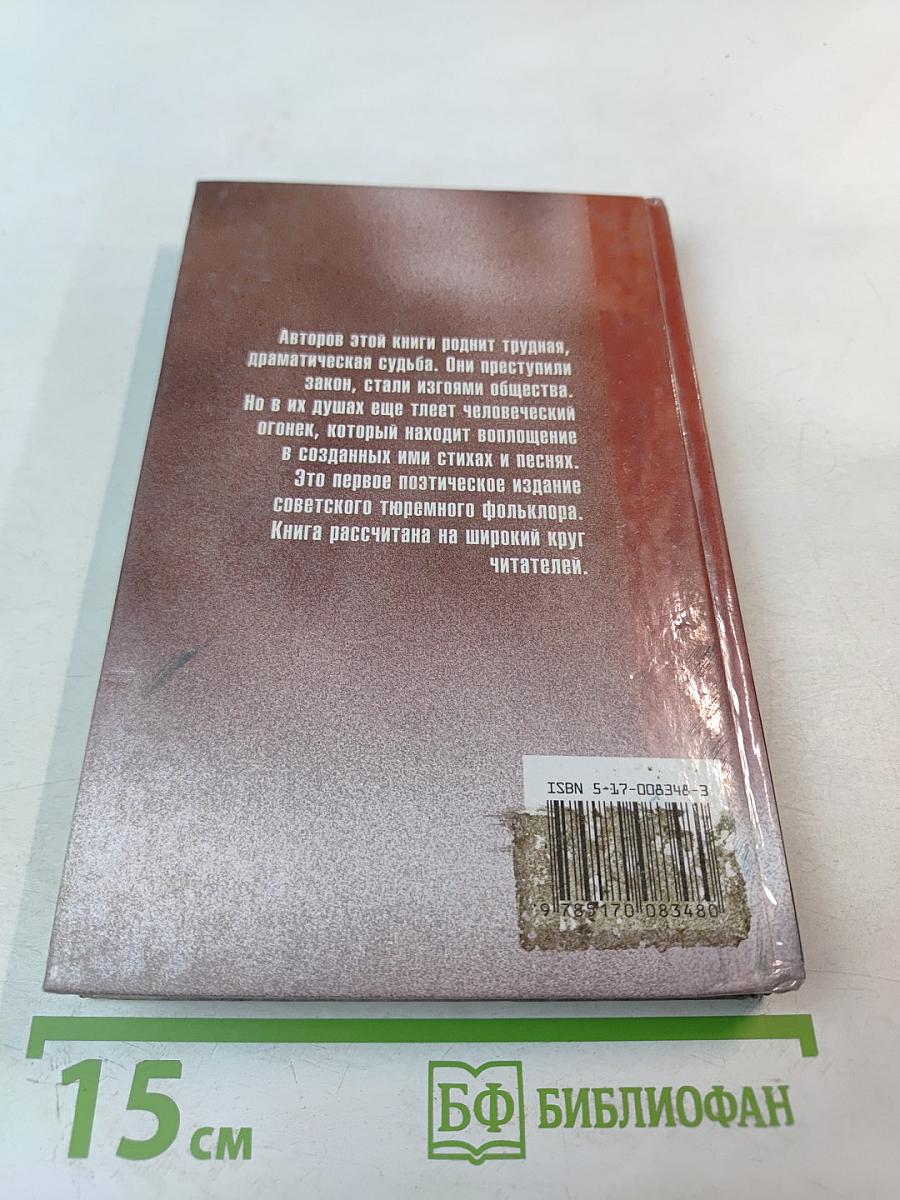 Авторов этой книги роднит трудная,
драматическая судьба. Они преступили
закон, стали изгоями общества.
Но в их душах еще тлеет человеческий
огонек, который находит воплощение
в созданных ими стихах и песнях.
Это первое поэтическое издание
советского тюремного фольклора.
Книга рассчитана на широкий круг
читателей.
ISBN 5-17-008348-3
9 785170 083480
15 см
БФ БИБЛИОФАН